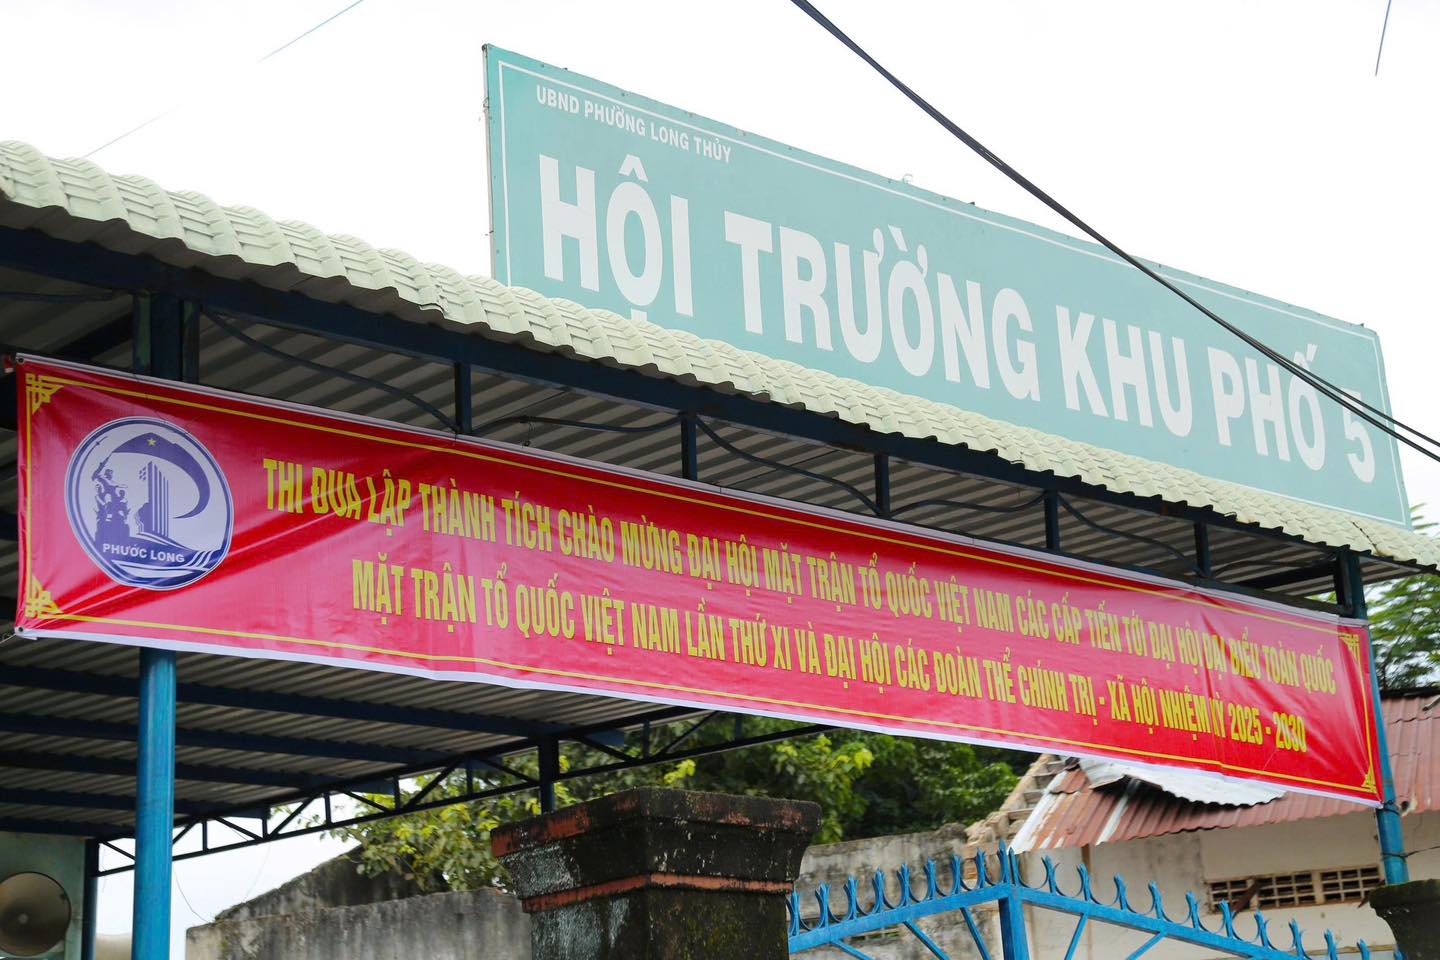 UBND PHƯỜNG LONG THỦY
HỘI TRƯỜNG KHU PHỐ 5
THI ĐUA LẬP THÀNH TÍCH CHÀO MỪNG ĐẠI HỘI MẶT TRẬN TỔ QUỐC VIỆT NAM CÁC CẤP TIẾN TỚI ĐẠI HỘI ĐẠI BIỂU TOÀN QUỐC
MẶT TRẬN TỔ QUỐC VIỆT NAM LẦN THỨ XI VÀ ĐẠI HỘI CÁC ĐOÀN THỂ CHÍNH TRỊ - XÃ HỘI NHIỆM KỲ 2025 - 2030
PHƯỚC LONG